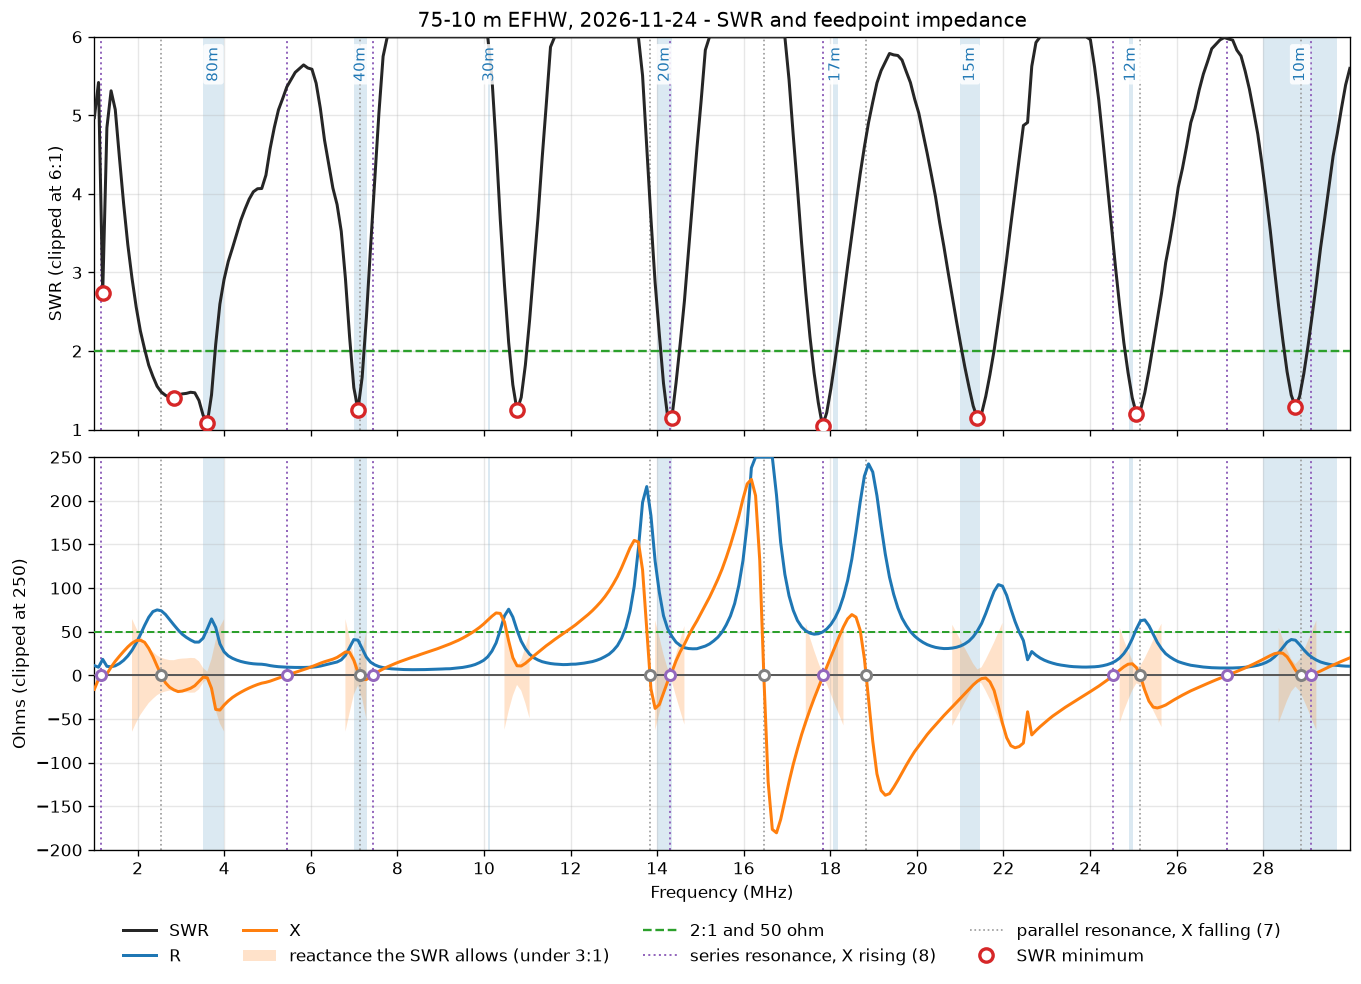 75-10 m EFHW, 2026-11-24 - SWR and feedpoint impedance
SWR (clipped at 6:1)
6
5
4
3
2
1
80m
40m
30m
20m
17m
15m
12m
10m
Ohms (clipped at 250)
250
200
150
100
50
0
−50
−100
−150
−200
2 4 6 8 10 12 14 16 18 20 22 24 26 28
Frequency (MHz)
SWR
R
X
reactance the SWR allows (under 3:1)
2:1 and 50 ohm
series resonance, X rising (8)
parallel resonance, X falling (7)
SWR minimum